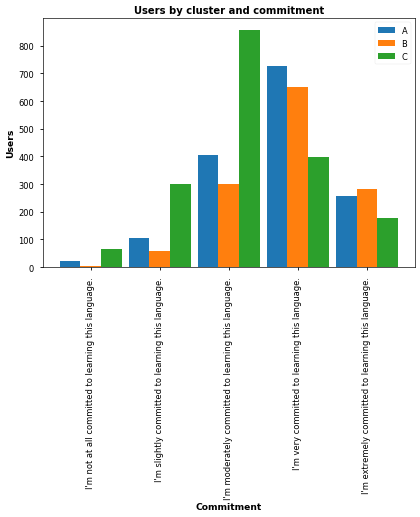 Users by cluster and commitment
A
B
C
800
700
600
500
400
300
200
100
0
Users
I'm not at all committed to learning this language.
I'm slightly committed to learning this language.
I'm moderately committed to learning this language.
I'm very committed to learning this language.
I'm extremely committed to learning this language.
Commitment